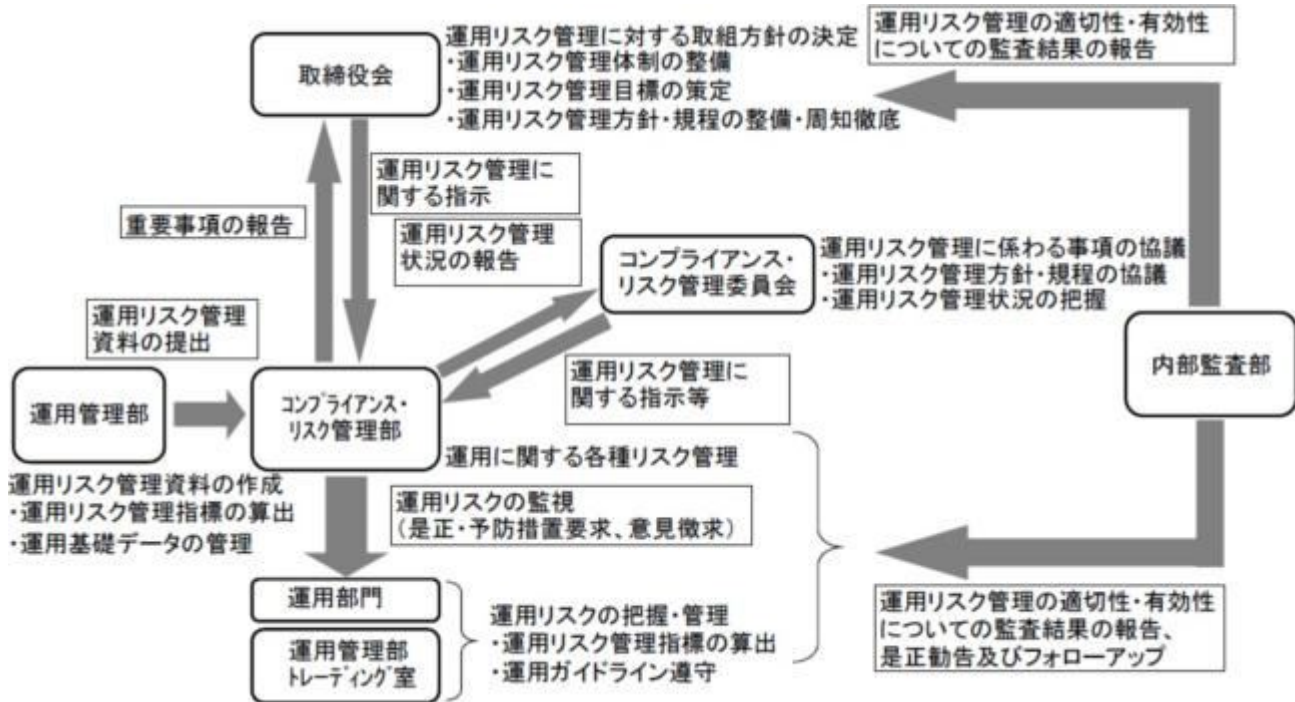 取締役会
運用リスク管理に対する取組方針の決定
・運用リスク管理体制の整備
・運用リスク管理目標の策定
・運用リスク管理方針・規程の整備・周知徹底
運用リスク管理の適切性・有効性
についての監査結果の報告
運用リスク管理に
関する指示
重要事項の報告
運用リスク管理
状況の報告
コンプライアンス・
リスク管理委員会
運用リスク管理に係わる事項の協議
・運用リスク管理方針・規程の協議
・運用リスク管理状況の把握
運用リスク管理
資料の提出
内部監査部
運用管理部
コンプライアンス・
リスク管理部
運用リスク管理に
関する指示等
運用に関する各種リスク管理
運用リスク管理資料の作成
・運用リスク管理指標の算出
・運用基礎データの管理
運用リスクの監視
（是正・予防措置要求、意見徴求）
運用部門
運用管理部
トレーディング室
運用リスクの把握・管理
・運用リスク管理指標の算出
・運用ガイドライン遵守
運用リスク管理の適切性・有効性
についての監査結果の報告、
是正勧告及びフォローアップ